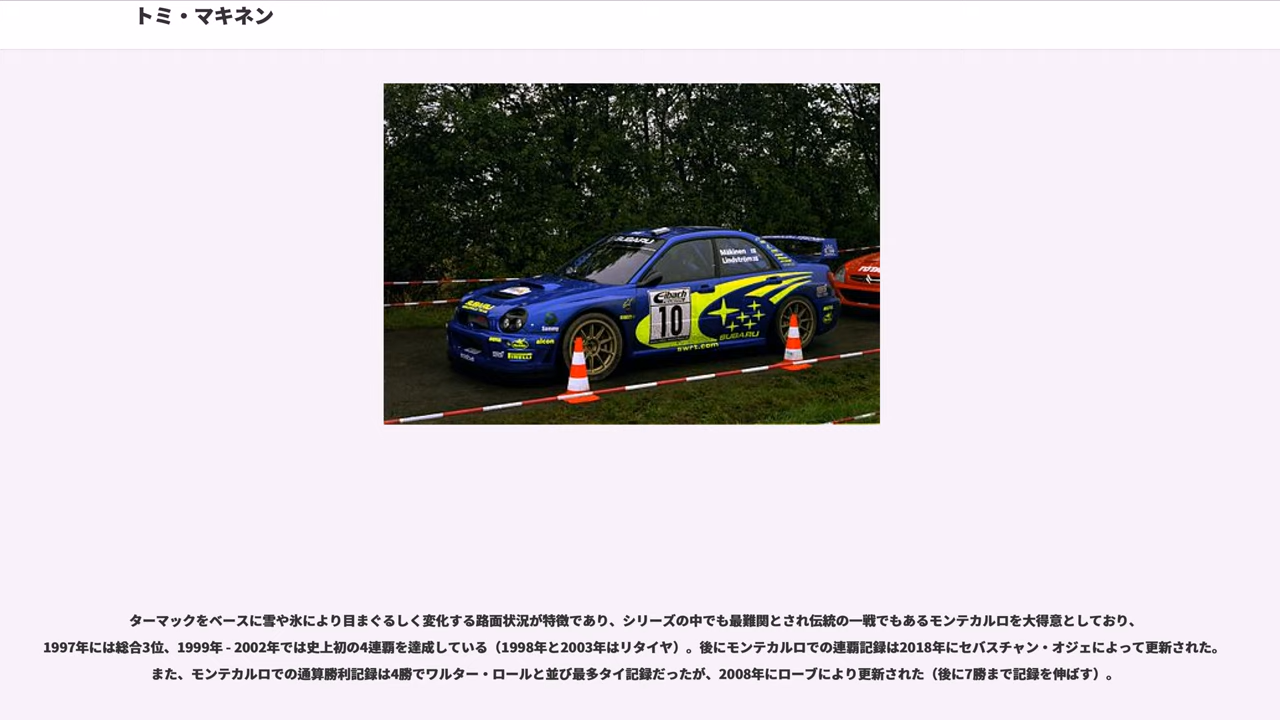 トミ・マキネン
SUBARU
Mäkinen
Lindström
SUBARU
Eibach
10
SUBARU
swrt.com
Sammy
alcon
PIRELLI
ターマックをベースに雪や氷により目まぐるしく変化する路面状況が特徴であり、シリーズの中でも最難関とされ伝統の一戦でもあるモンテカルロを大得意としており、
1997年には総合3位、1999年 - 2002年では史上初の4連覇を達成している（1998年と2003年はリタイヤ）。後にモンテカルロでの連覇記録は2018年にセバスチャン・オジェによって更新された。
また、モンテカルロでの通算勝利記録は4勝でワルター・ロールと並び最多タイ記録だったが、2008年にローブにより更新された（後に7勝まで記録を伸ばす）。